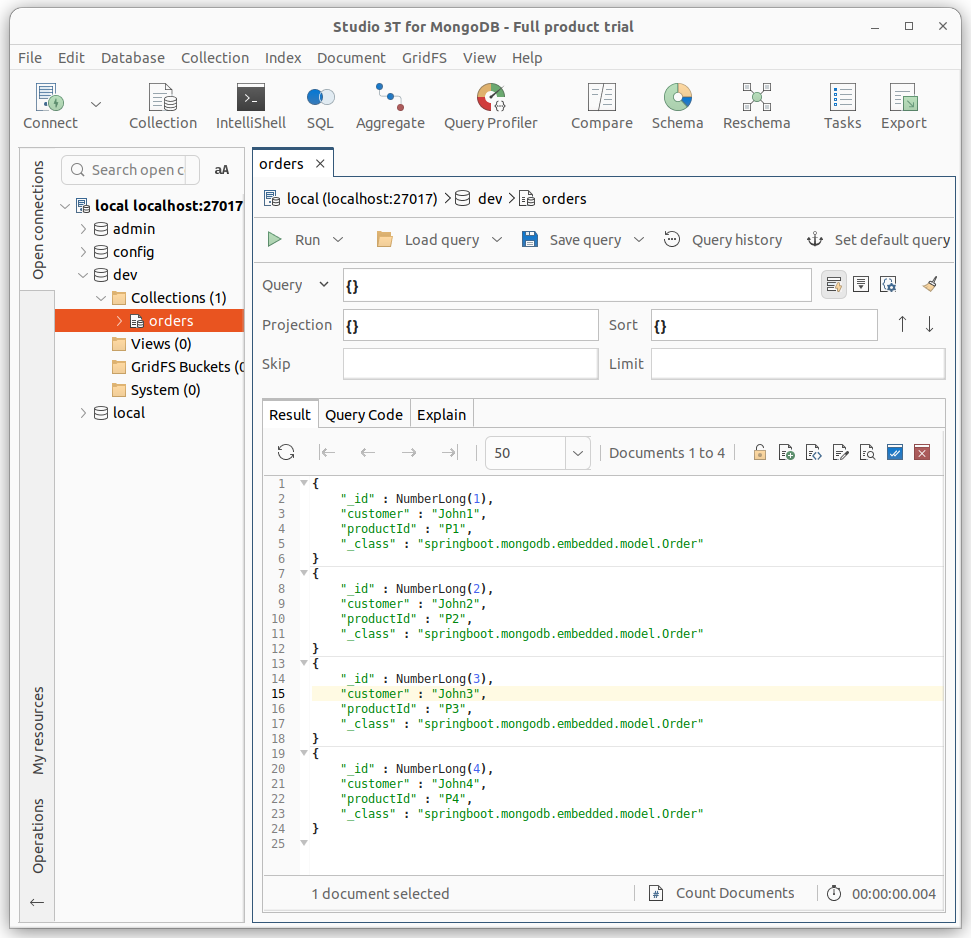 Studio 3T for MongoDB - Full product trial
File Edit Database Collection Index Document GridFS View Help
Connect Collection IntelliShell SQL Aggregate Query Profiler Compare Schema Reschema Tasks Export
Open connections
My resources
Operations
Search open c aA
local localhost:27017
admin
config
dev
Collections (1)
orders
Views (0)
GridFS Buckets (0
System (0)
local
orders
local (localhost:27017) dev orders
Run Load query Save query Query history Set default query
Query {}
Projection {} Sort {}
Skip Limit
Result Query Code Explain
50 Documents 1 to 4
1 {
2 "_id" : NumberLong(1),
3 "customer" : "John1",
4 "productId" : "P1",
5 "_class" : "springboot.mongodb.embedded.model.Order"
6 }
7 {
8 "_id" : NumberLong(2),
9 "customer" : "John2",
10 "productId" : "P2",
11 "_class" : "springboot.mongodb.embedded.model.Order"
12 }
13 {
14 "_id" : NumberLong(3),
15 "customer" : "John3",
16 "productId" : "P3",
17 "_class" : "springboot.mongodb.embedded.model.Order"
18 }
19 {
20 "_id" : NumberLong(4),
21 "customer" : "John4",
22 "productId" : "P4",
23 "_class" : "springboot.mongodb.embedded.model.Order"
24 }
25
1 document selected Count Documents 00:00:00.004